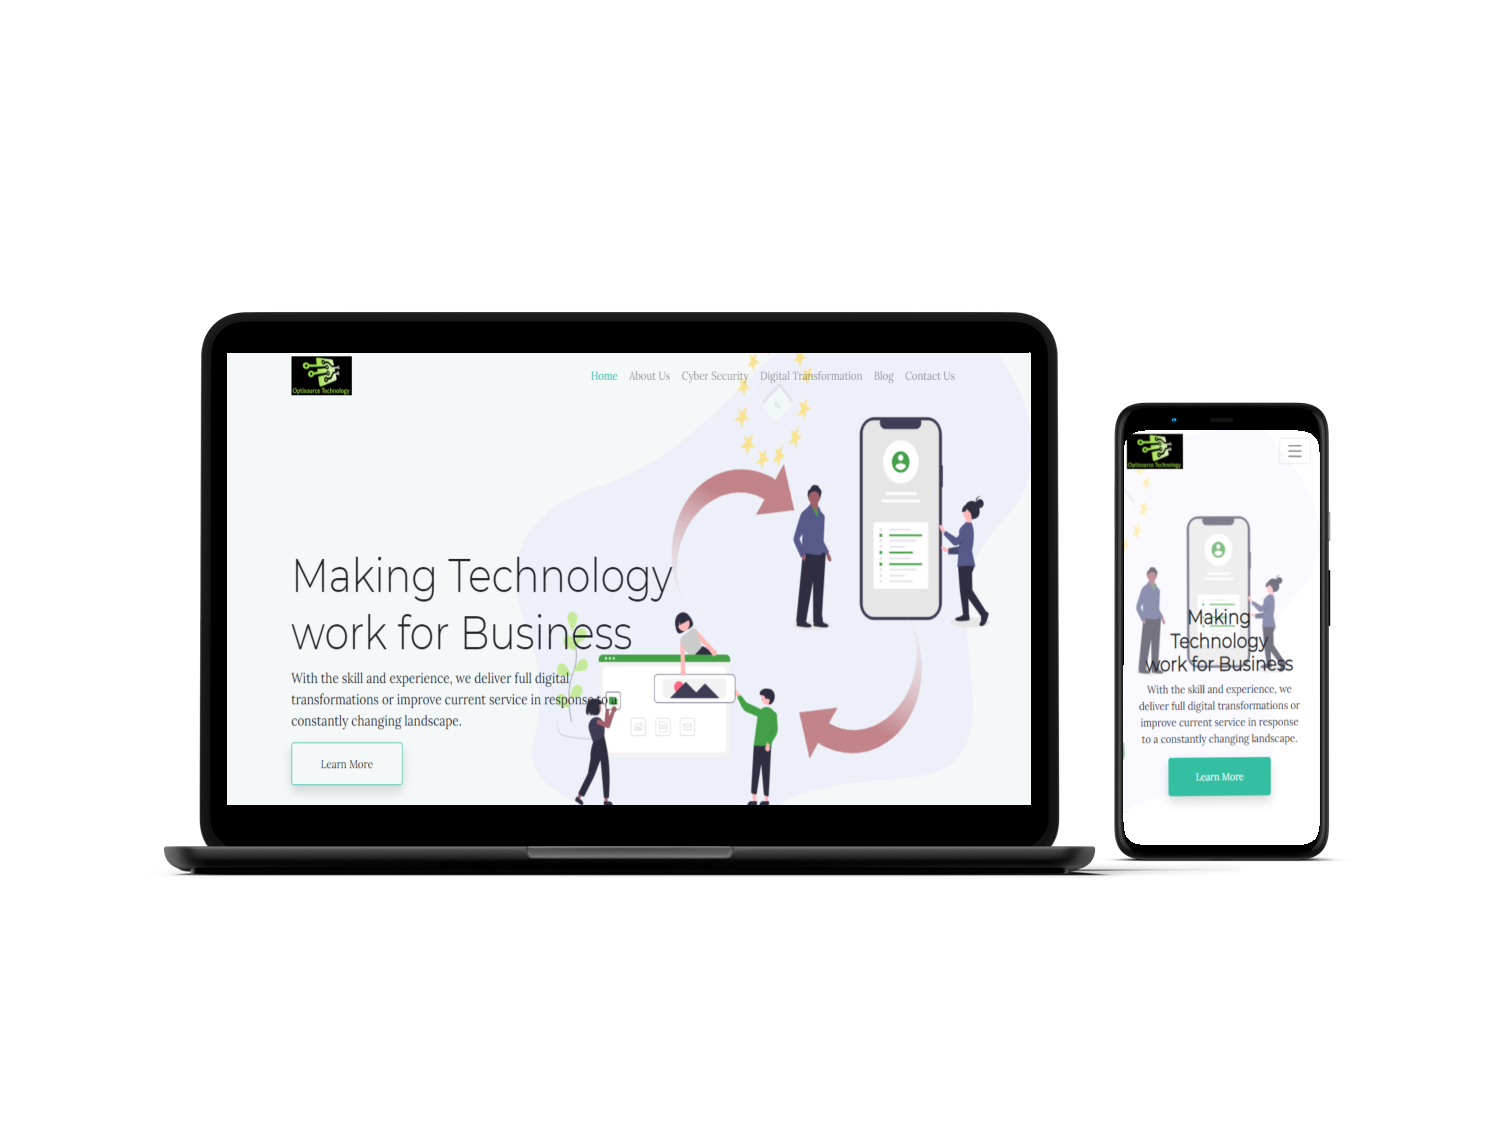 Optisource Technology
Home About Us Cyber Security Digital Transformation Blog Contact Us
Making Technology
work for Business
With the skill and experience, we deliver full digital
transformations or improve current service in response to a
constantly changing landscape.
Learn More
Optisource Technology
Making
Technology
work for Business
With the skill and experience, we
deliver full digital transformations or
improve current service in response
to a constantly changing landscape.
Learn More